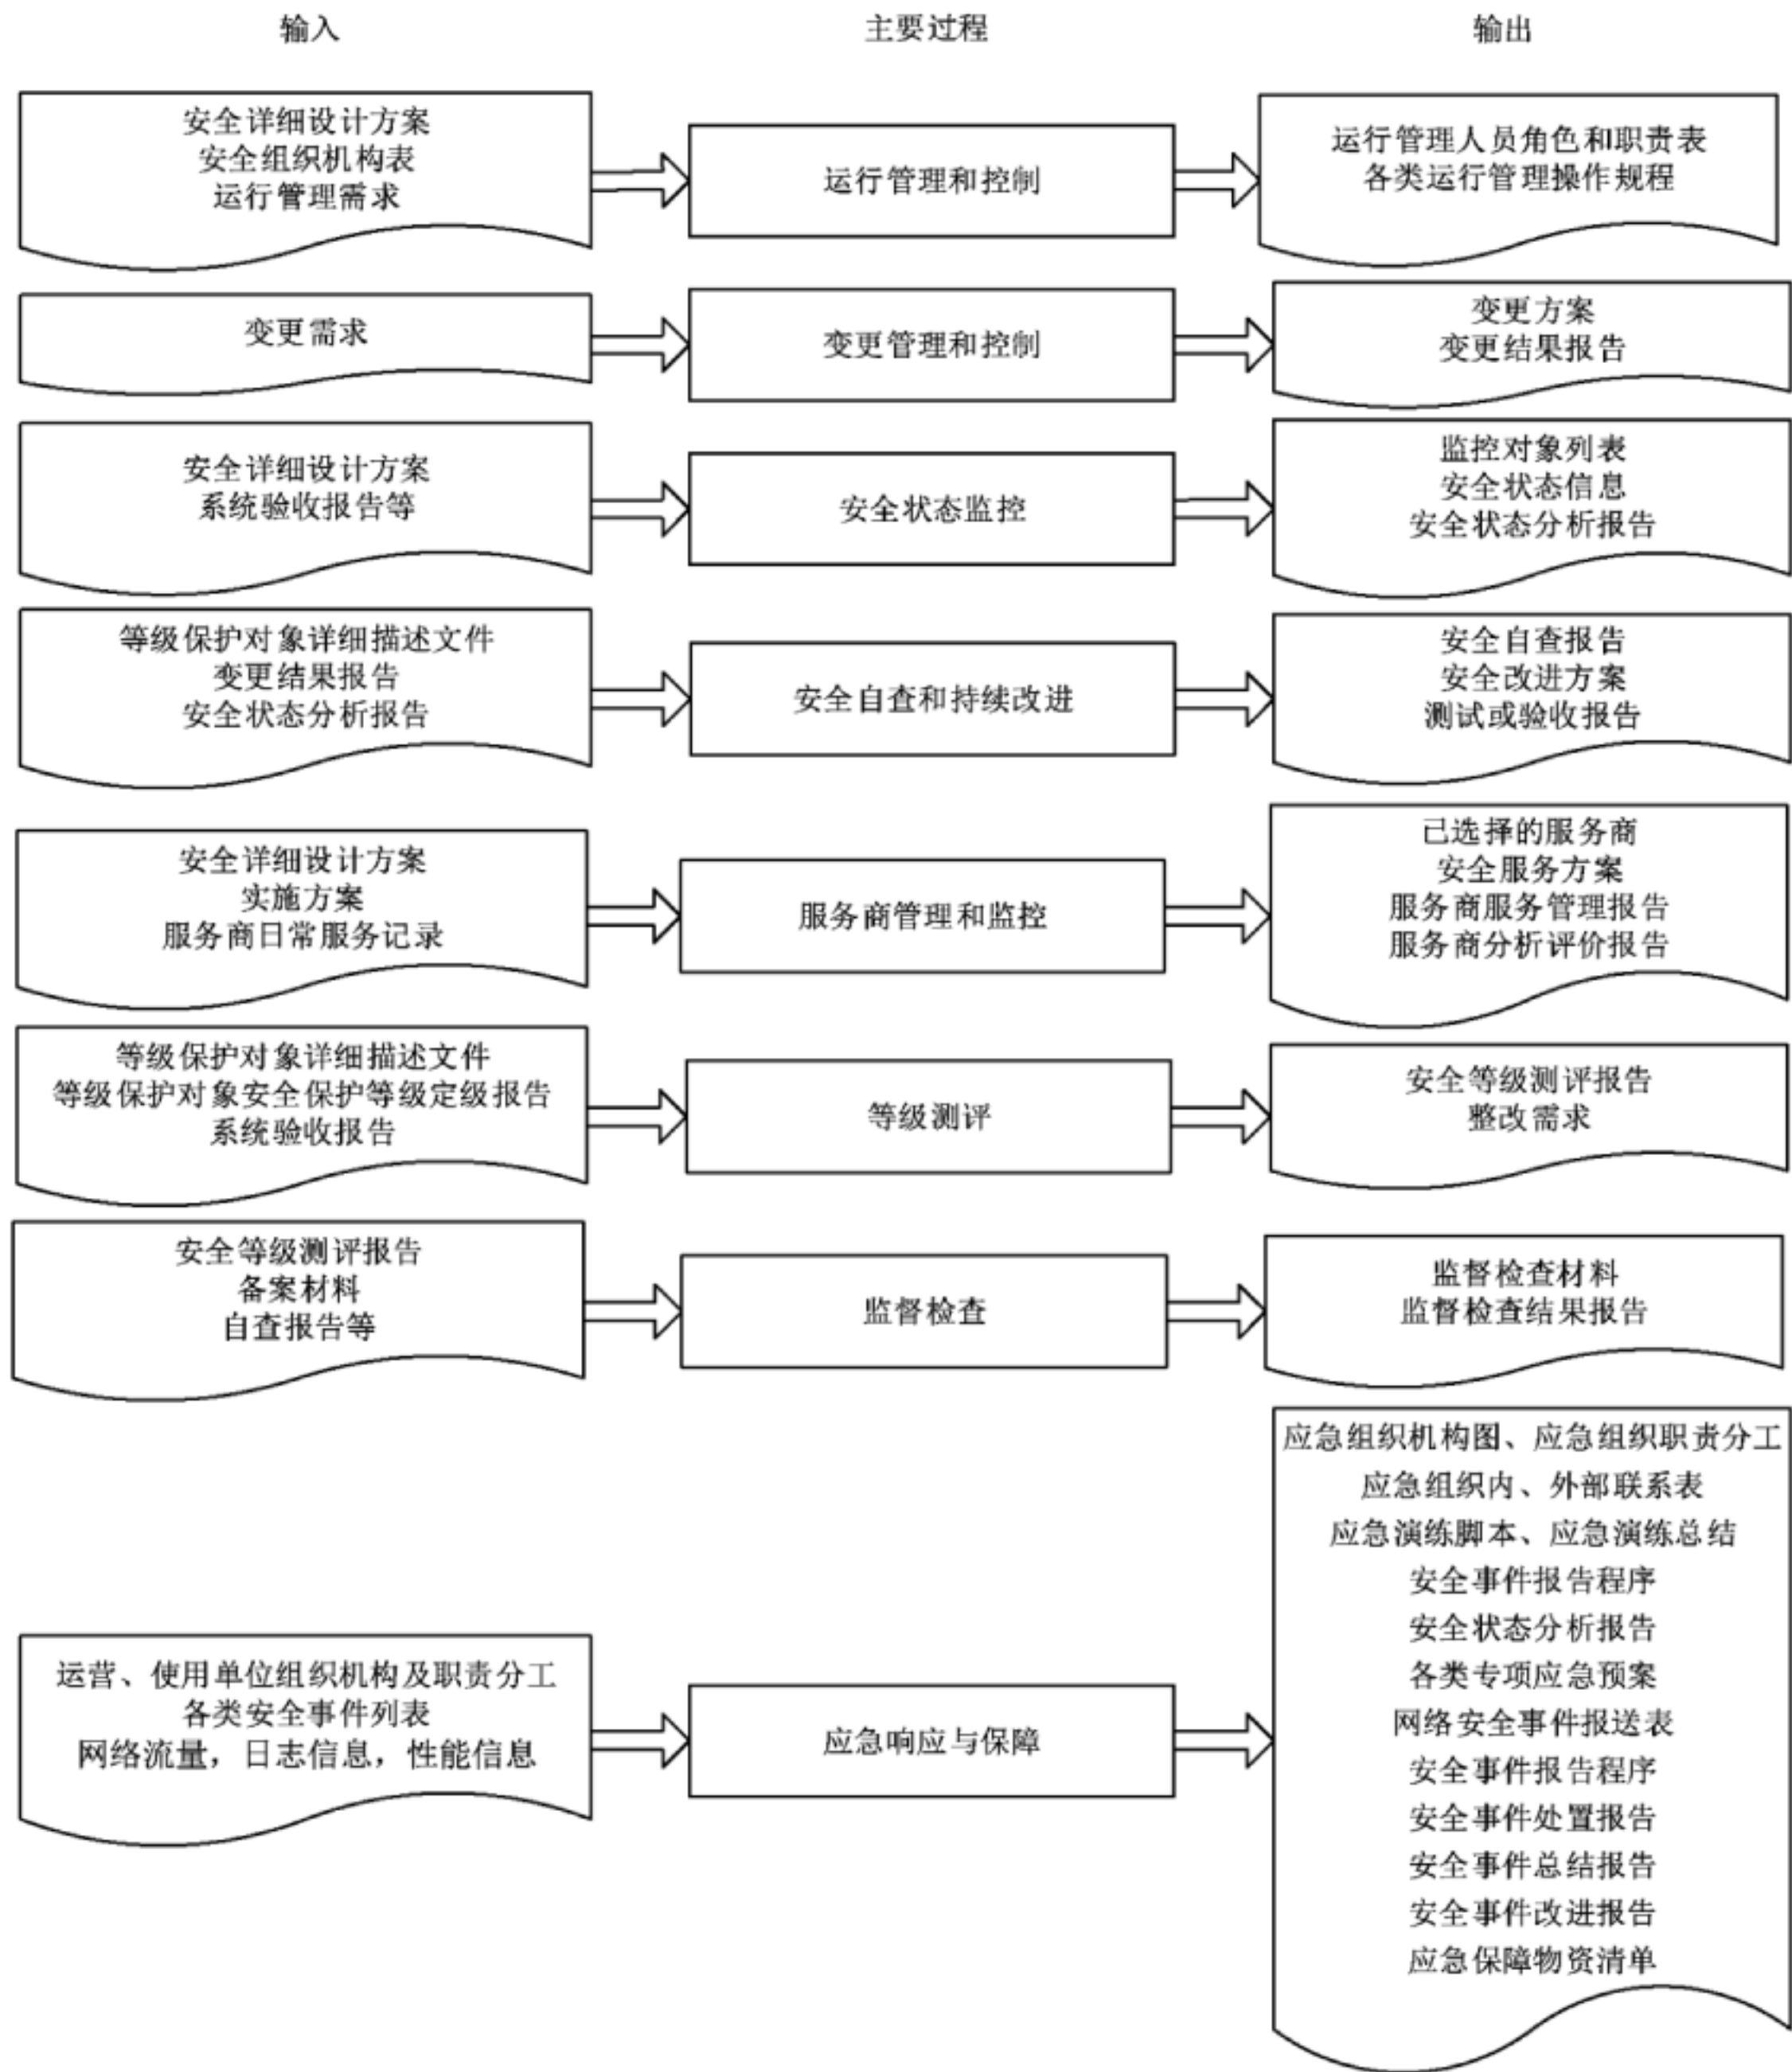 输入
主要过程
输出
安全详细设计方案
安全组织机构表
运行管理需求
运行管理和控制
运行管理人员角色和职责表
各类运行管理操作规程
变更需求
变更管理和控制
变更方案
变更结果报告
安全详细设计方案
系统验收报告等
安全状态监控
监控对象列表
安全状态信息
安全状态分析报告
等级保护对象详细描述文件
变更结果报告
安全状态分析报告
安全自查和持续改进
安全自查报告
安全改进方案
测试或验收报告
安全详细设计方案
实施方案
服务商日常服务记录
服务商管理和监控
已选择的服务商
安全服务方案
服务商服务管理报告
服务商分析评价报告
等级保护对象详细描述文件
等级保护对象安全保护等级定级报告
系统验收报告
等级测评
安全等级测评报告
整改需求
安全等级测评报告
备案材料
自查报告等
监督检查
监督检查材料
监督检查结果报告
运营、使用单位组织机构及职责分工
各类安全事件列表
网络流量，日志信息，性能信息
应急响应与保障
应急组织机构图、应急组织职责分工
应急组织内、外部联系表
应急演练脚本、应急演练总结
安全事件报告程序
安全状态分析报告
各类专项应急预案
网络安全事件报送表
安全事件报告程序
安全事件处置报告
安全事件总结报告
安全事件改进报告
应急保障物资清单